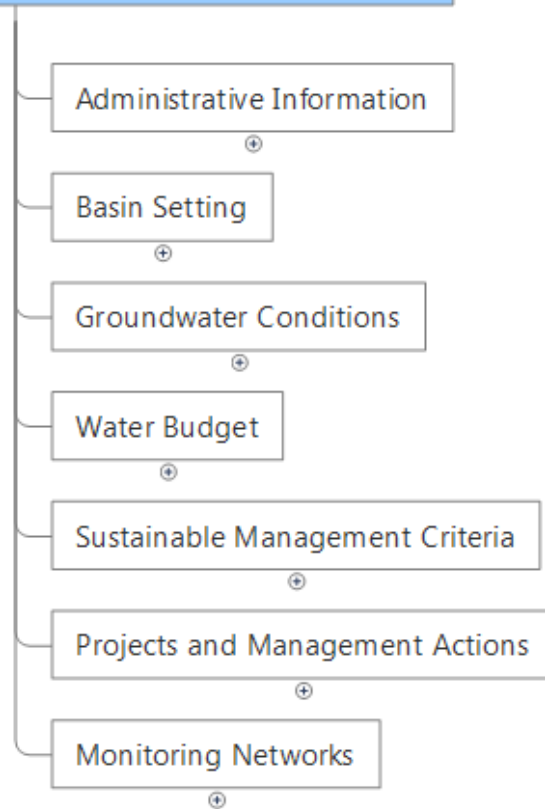 Administrative Information
Basin Setting
Groundwater Conditions
Water Budget
Sustainable Management Criteria
Projects and Management Actions
Monitoring Networks